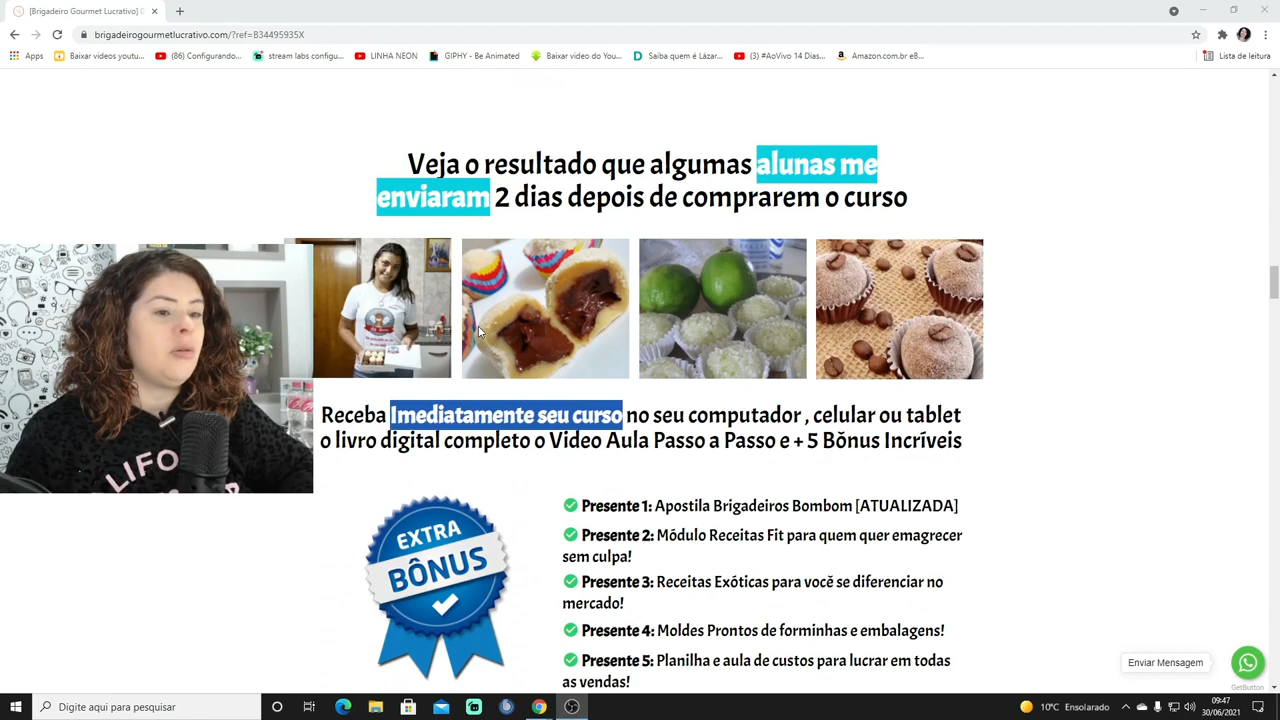 [Brigadeiro Gourmet Lucrativo] D
brigadeirogourmetlucrativo.com/?ref=B34495935X
Apps
Baixar videos youtu...
(86) Configurando...
stream labs configu...
LINHA NEON
GIPHY - Be Animated
Baixar video do You...
Saiba quem é Lázar...
(3) #AoVivo 14 Dias...
Amazon.com.br eB...
Lista de leitura
Veja o resultado que algumas alunas me
enviaram 2 dias depois de comprarem o curso
Receba Imediatamente seu curso no seu computador , celular ou tablet
o livro digital completo o Video Aula Passo a Passo e + 5 Bônus Incríveis
LIFO
EXTRA
BÔNUS
Presente 1: Apostila Brigadeiros Bombom [ATUALIZADA]
Presente 2: Módulo Receitas Fit para quem quer emagrecer
sem culpa!
Presente 3: Receitas Exóticas para você se diferenciar no
mercado!
Presente 4: Moldes Prontos de forminhas e embalagens!
Presente 5: Planilha e aula de custos para lucrar em todas
as vendas!
Enviar Mensagem
GetButton
Digite aqui para pesquisar
10°C Ensolarado
09:47
30/06/2021